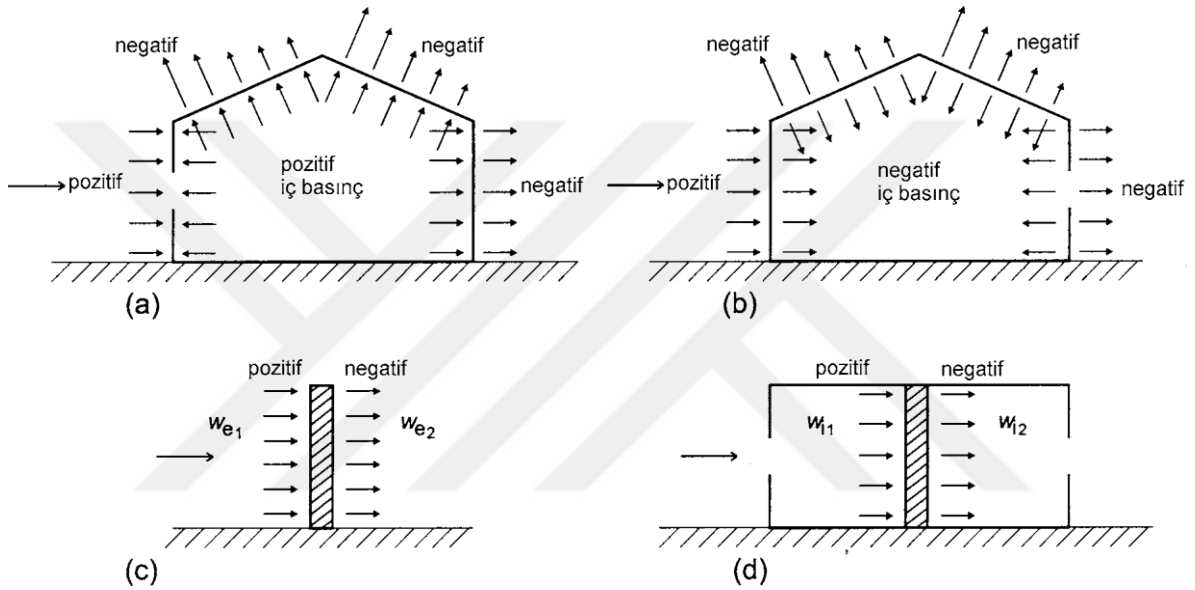 negatif
negatif
pozitif
pozitif
iç basınç
negatif
(a)
negatif
negatif
pozitif
negatif
iç basınç
negatif
(b)
pozitif
negatif
we1
we2
(c)
pozitif
negatif
wi1
wi2
(d)